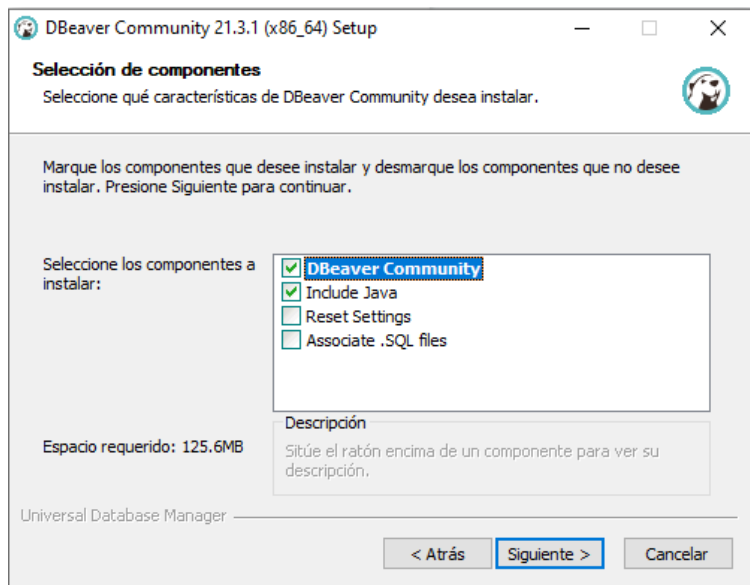 DBeaver Community 21.3.1 (x86_64) Setup
Selección de componentes
Seleccione qué características de DBeaver Community desea instalar.
Marque los componentes que desee instalar y desmarque los componentes que no desee
instalar. Presione Siguiente para continuar.
Seleccione los componentes a
instalar:
DBeaver Community
Include Java
Reset Settings
Associate .SQL files
Espacio requerido: 125.6MB
Descripción
Sitúe el ratón encima de un componente para ver su
descripción.
Universal Database Manager
< Atrás
Siguiente >
Cancelar